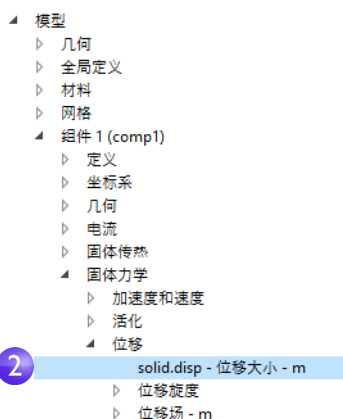 模型
几何
全局定义
材料
网格
组件 1 (comp1)
定义
坐标系
几何
电流
固体传热
固体力学
加速度和速度
活化
位移
2 solid.disp - 位移大小 - m
位移旋度
位移场 - m